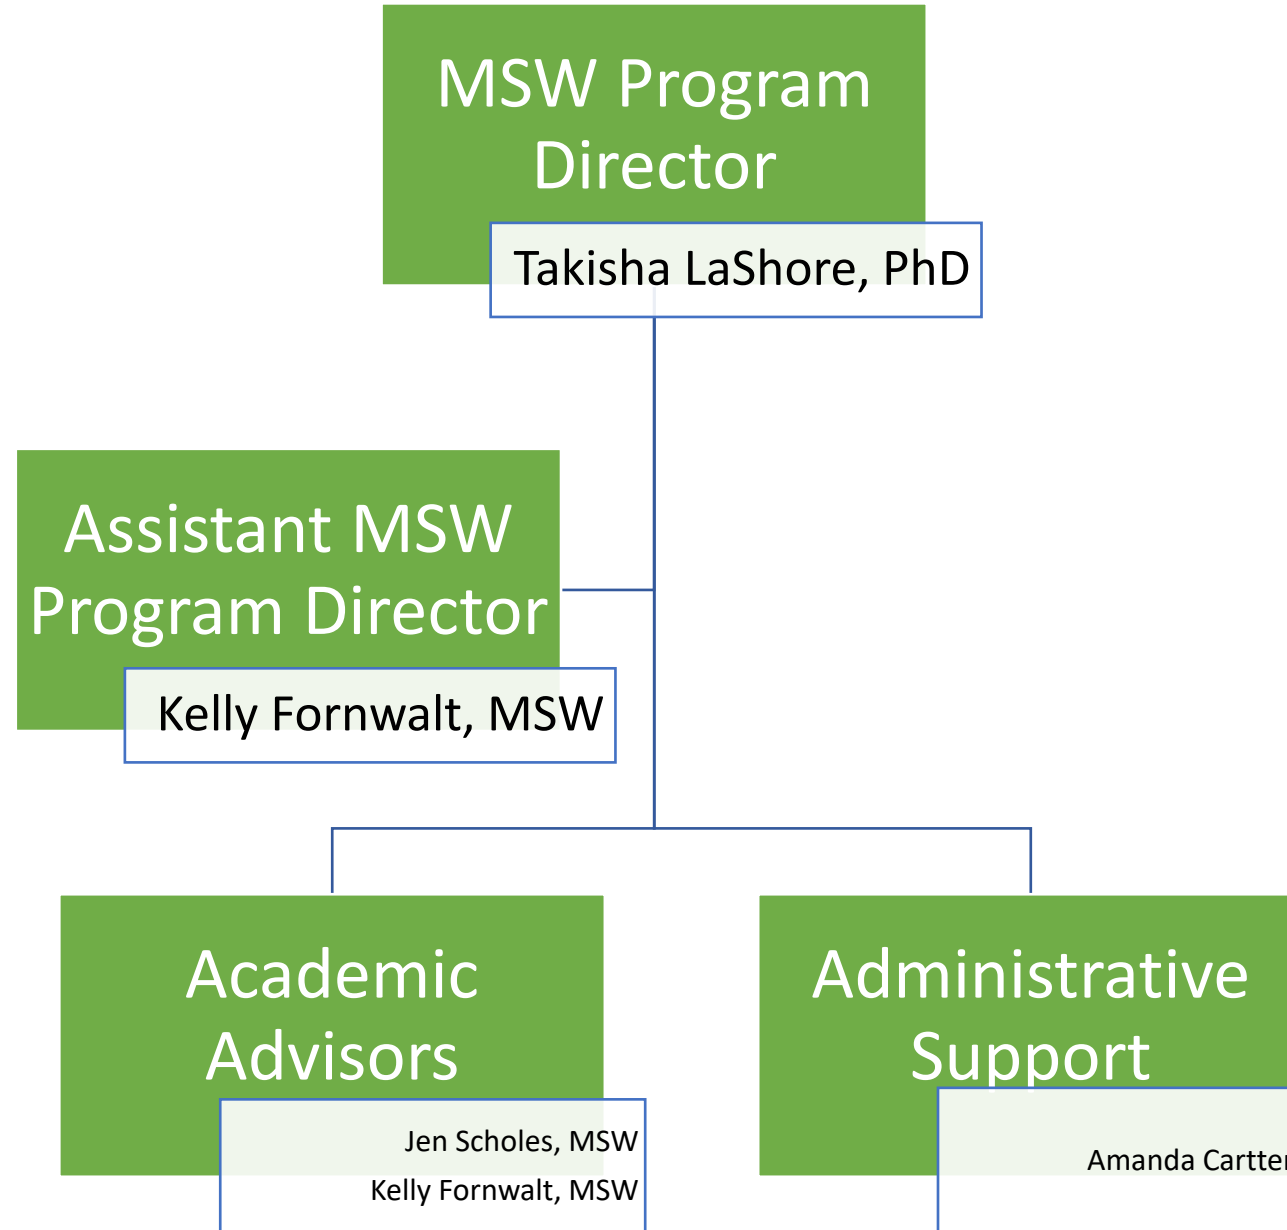 MSW Program
Director
Takisha LaShore, PhD
Assistant MSW
Program Director
Kelly Fornwalt, MSW
Academic
Advisors
Jen Scholes, MSW
Kelly Fornwalt, MSW
Administrative
Support
Amanda